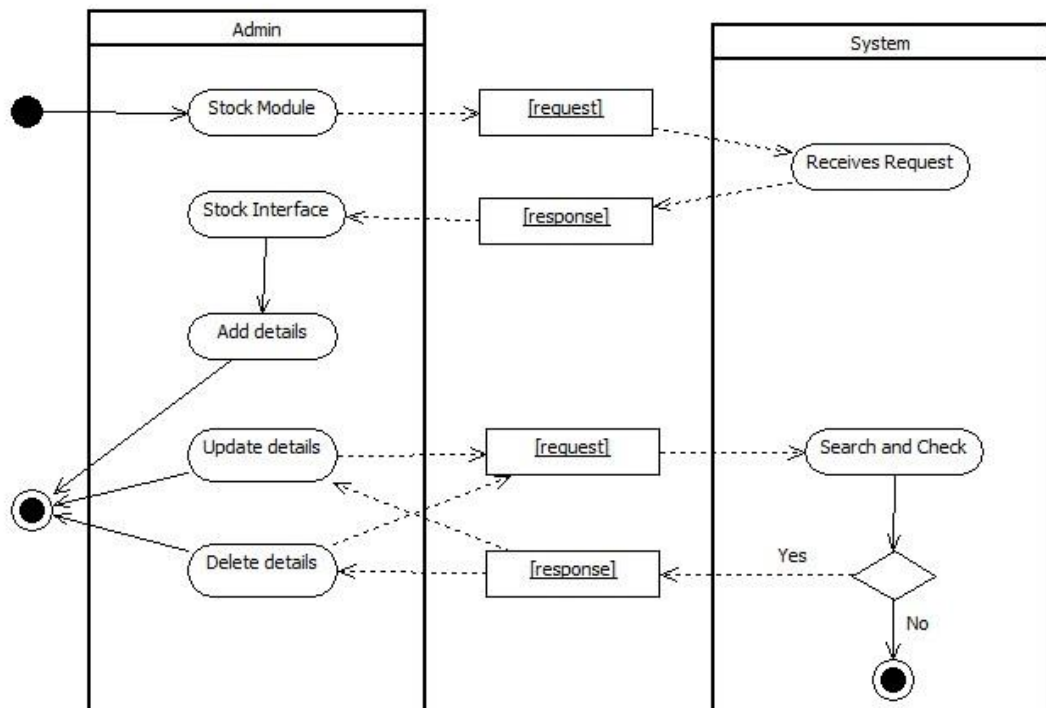 Admin
System
Stock Module
[request]
Receives Request
Stock Interface
[response]
Add details
Update details
[request]
Search and Check
Delete details
[response]
Yes
No